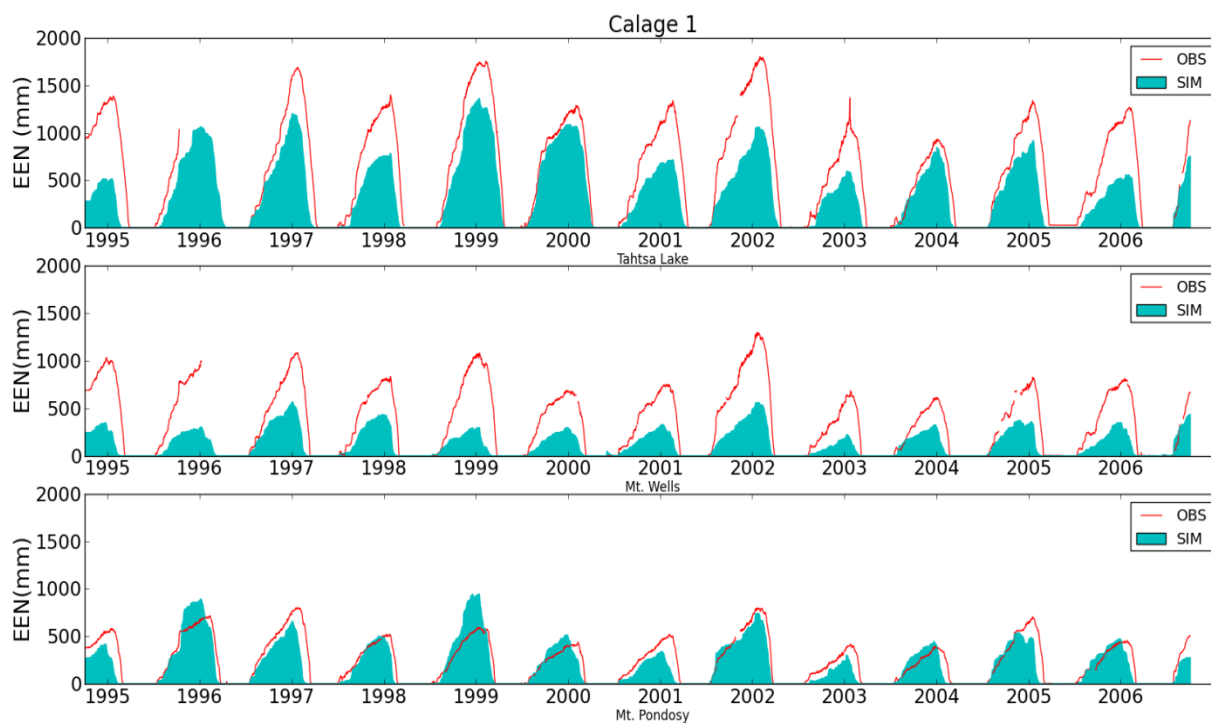 Calage 1
EEN (mm)
2000
1500
1000
500
0
OBS
SIM
1995 1996 1997 1998 1999 2000 2001 2002 2003 2004 2005 2006
Tahtsa Lake
EEN(mm)
2000
1500
1000
500
0
OBS
SIM
1995 1996 1997 1998 1999 2000 2001 2002 2003 2004 2005 2006
Mt. Wells
EEN(mm)
2000
1500
1000
500
0
OBS
SIM
1995 1996 1997 1998 1999 2000 2001 2002 2003 2004 2005 2006
Mt. Pondosy